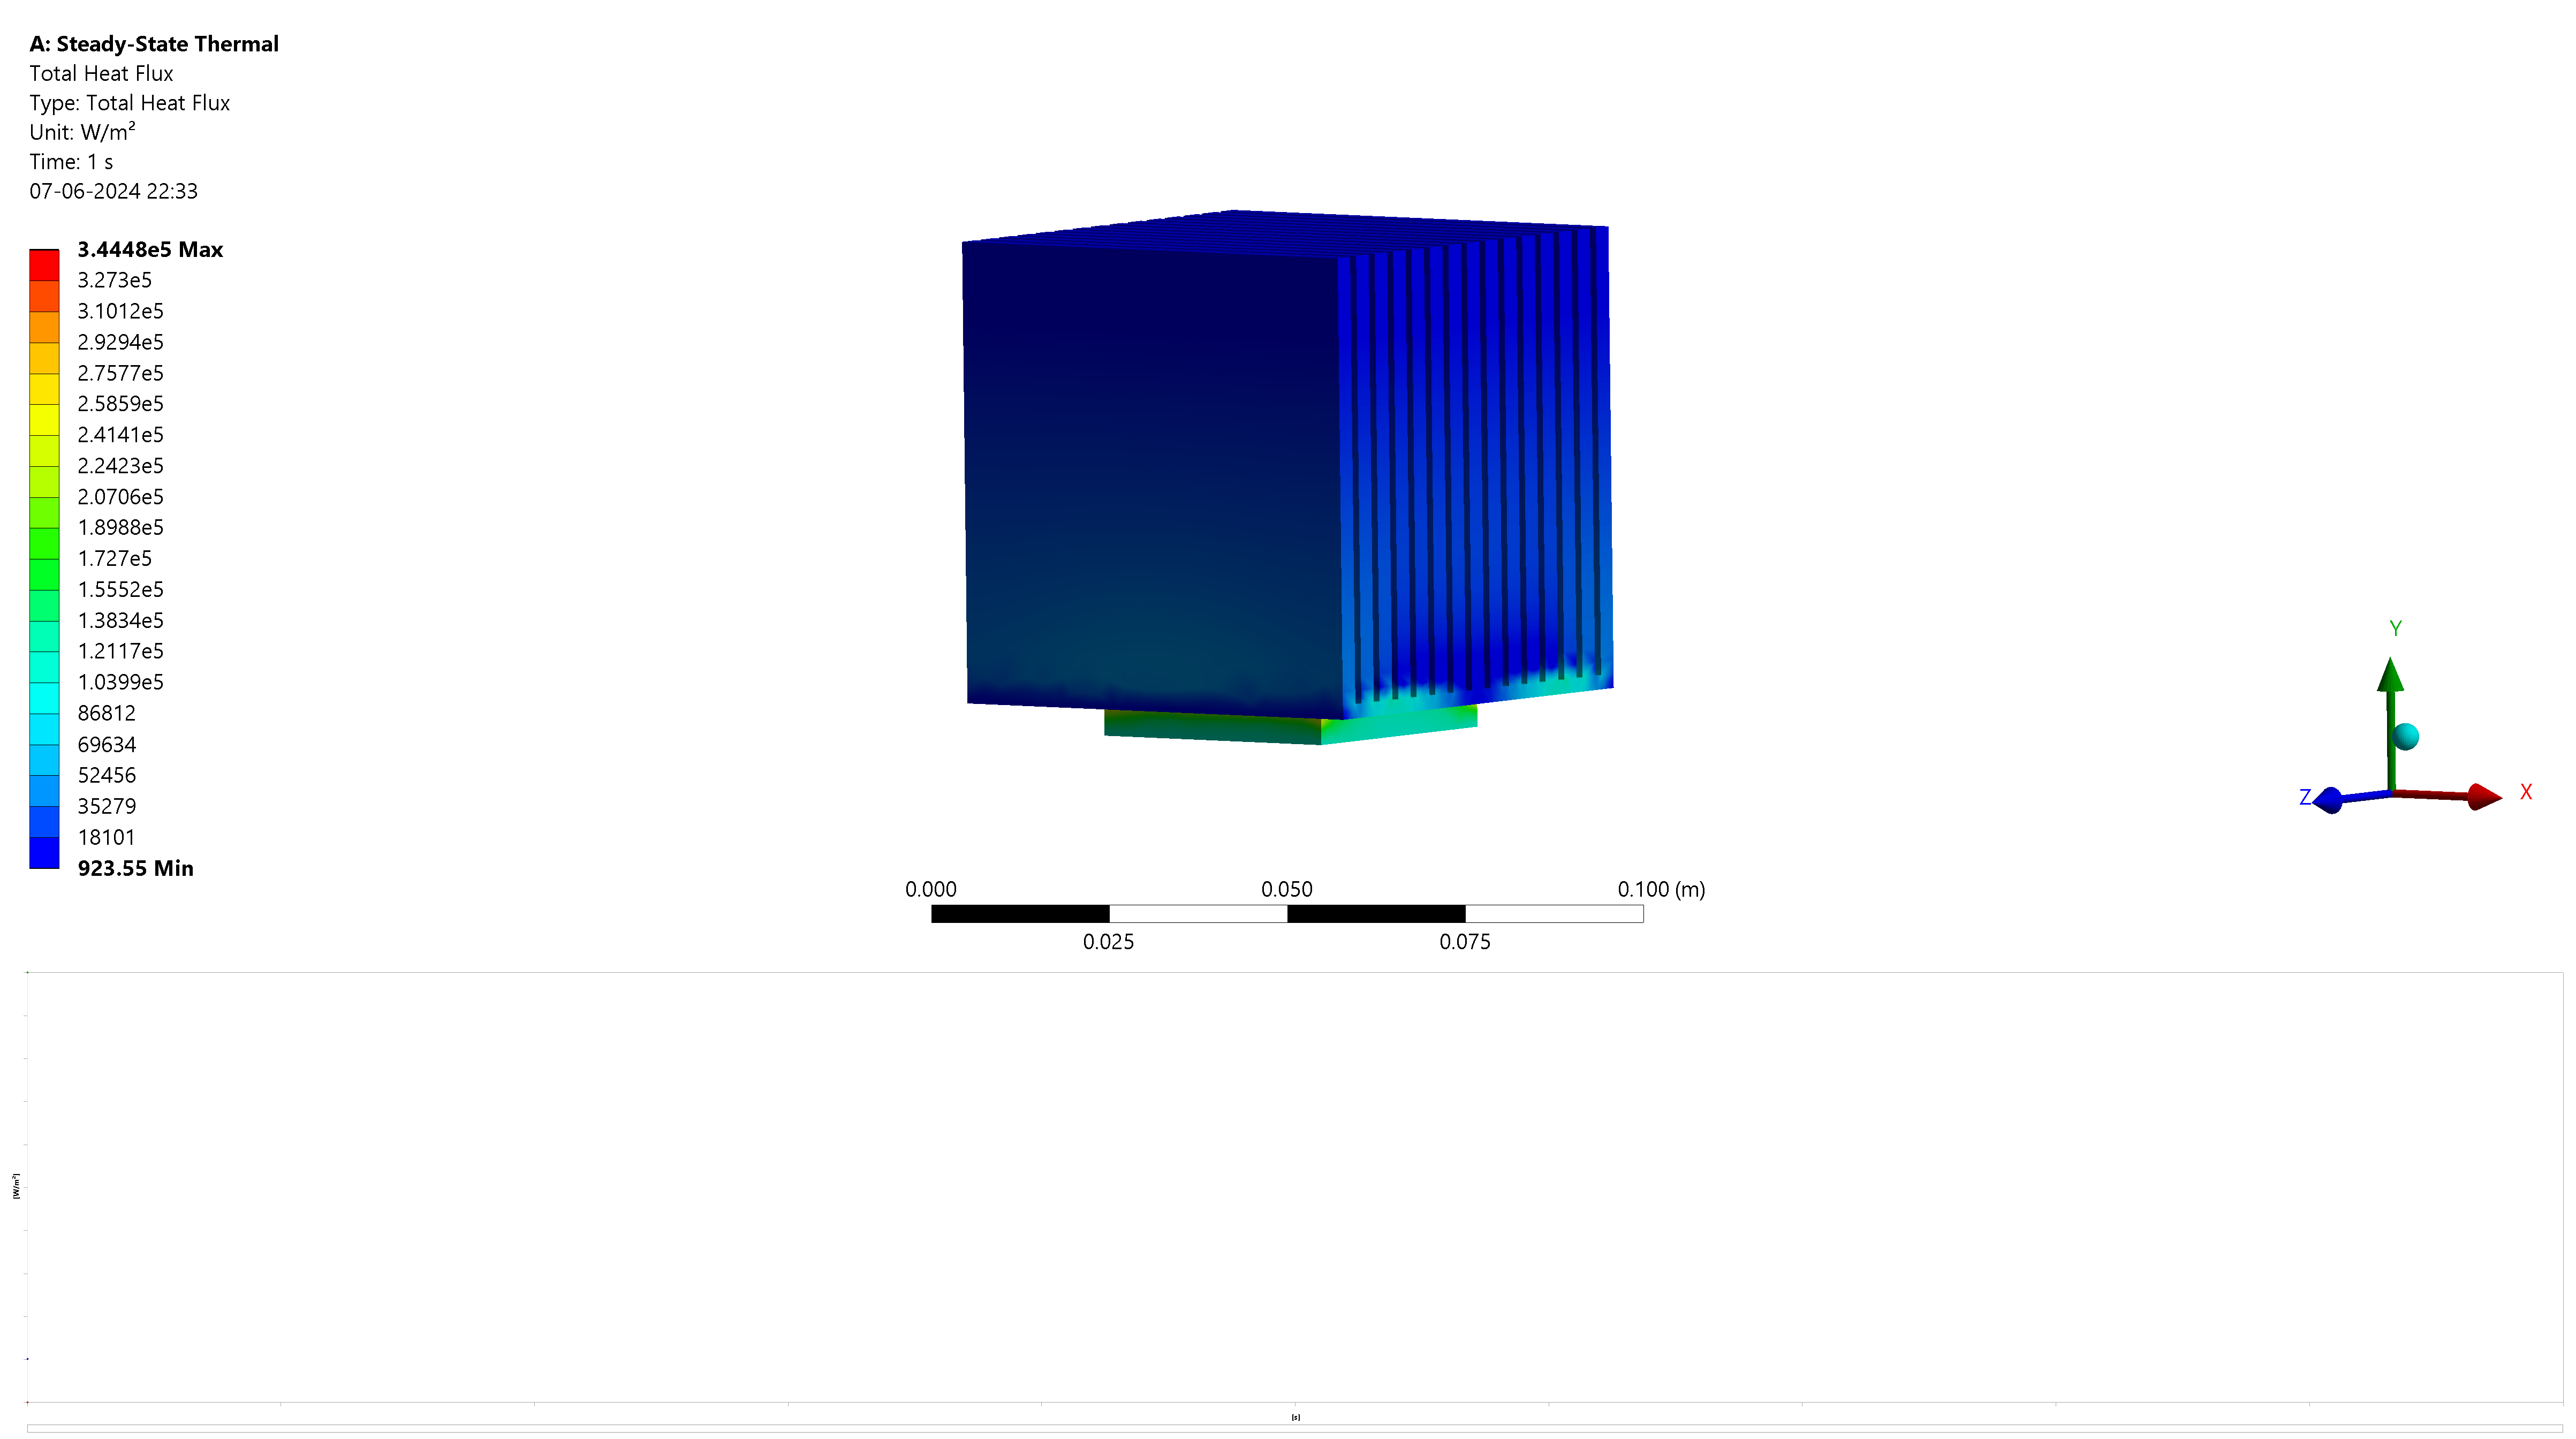 A: Steady-State Thermal
Total Heat Flux
Type: Total Heat Flux
Unit: W/m²
Time: 1 s
07-06-2024 22:33
3.4448e5 Max
3.273e5
3.1012e5
2.9294e5
2.7577e5
2.5859e5
2.4141e5
2.2423e5
2.0706e5
1.8988e5
1.727e5
1.5552e5
1.3834e5
1.2117e5
1.0399e5
86812
69634
52456
35279
18101
923.55 Min
Y
Z
X
0.000 0.050 0.100 (m)
0.025 0.075
[W/m²]
[s]